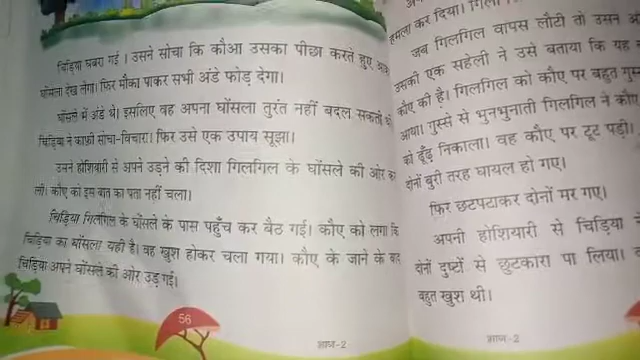 चिड़िया घबरा गई। उसने सोचा कि कौआ उसका पीछा करते हुए
घोंसला देख लेगा। फिर मौका पाकर सभी अंडे फोड़ देगा।
घोंसले में अंडे थे। इसलिए वह अपना घोंसला तुरंत नहीं बदल सकती थी
चिड़िया ने काफ़ी सोचा-विचारा। फिर उसे एक उपाय सूझा।
उसने होशियारी से अपने उड़ने की दिशा गिलगिल के घोंसले की ओर कर
ली। कौए को इस बात का पता नहीं चला।
चिड़िया गिलगिल के घोंसले के पास पहुँच कर बैठ गई। कौए को लगा कि
चिड़िया का घोंसला यही है। वह खुश होकर चला गया। कौए के जाने के बाद
चिड़िया अपने घोंसले की ओर उड़ गई।
56
भाग-2
हमला कर दिया।
जब गिलगिल वापस लौटी तो उसने
उसकी एक सहेली ने उसे बताया कि यह
कौए की है। गिलगिल को कौए पर बहुत गुस्सा
आया। गुस्से से भुनभुनाती गिलगिल ने कौए
को ढूँढ़ निकाला। वह कौए पर टूट पड़ी।
दोनों बुरी तरह घायल हो गए।
फिर छटपटाकर दोनों मर गए।
अपनी होशियारी से चिड़िया
दोनों दुष्टों से छुटकारा पा लिया।
बहुत खुश थी।
भाग-2